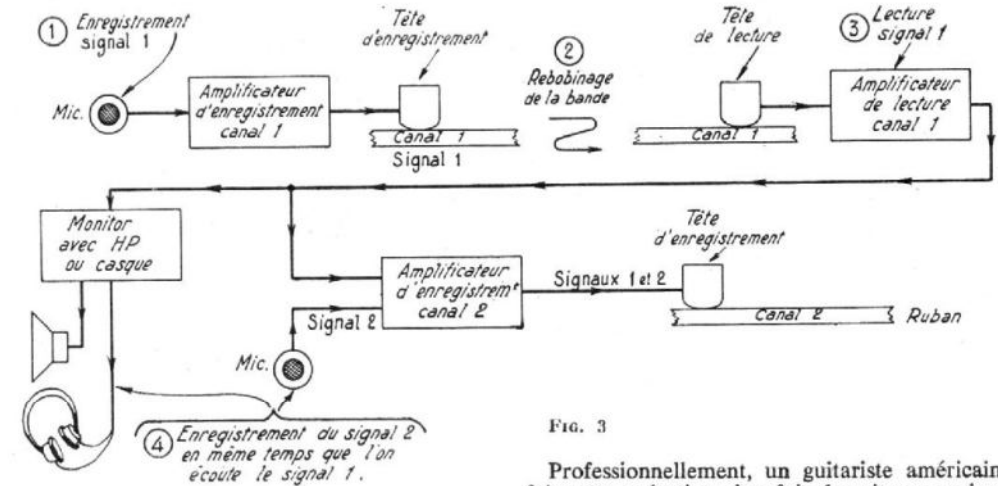 1 Enregistrement
signal 1
Mic.
Amplificateur
d'enregistrement
canal 1
Tête
d'enregistrement
Canal 1
Signal 1
2
Rebobinage
de la bande
Tête
de lecture
Canal 1
3 Lecture
signal 1
Amplificateur
de lecture
canal 1
Monitor
avec HP
ou casque
Mic.
Signal 2
Amplificateur
d'enregistremt
canal 2
Signaux 1 et 2
Tête
d'enregistrement
Canal 2
Ruban
4 Enregistrement du signal 2
en même temps que l'on
écoute le signal 1.
FIG. 3
Professionnellement, un guitariste américain